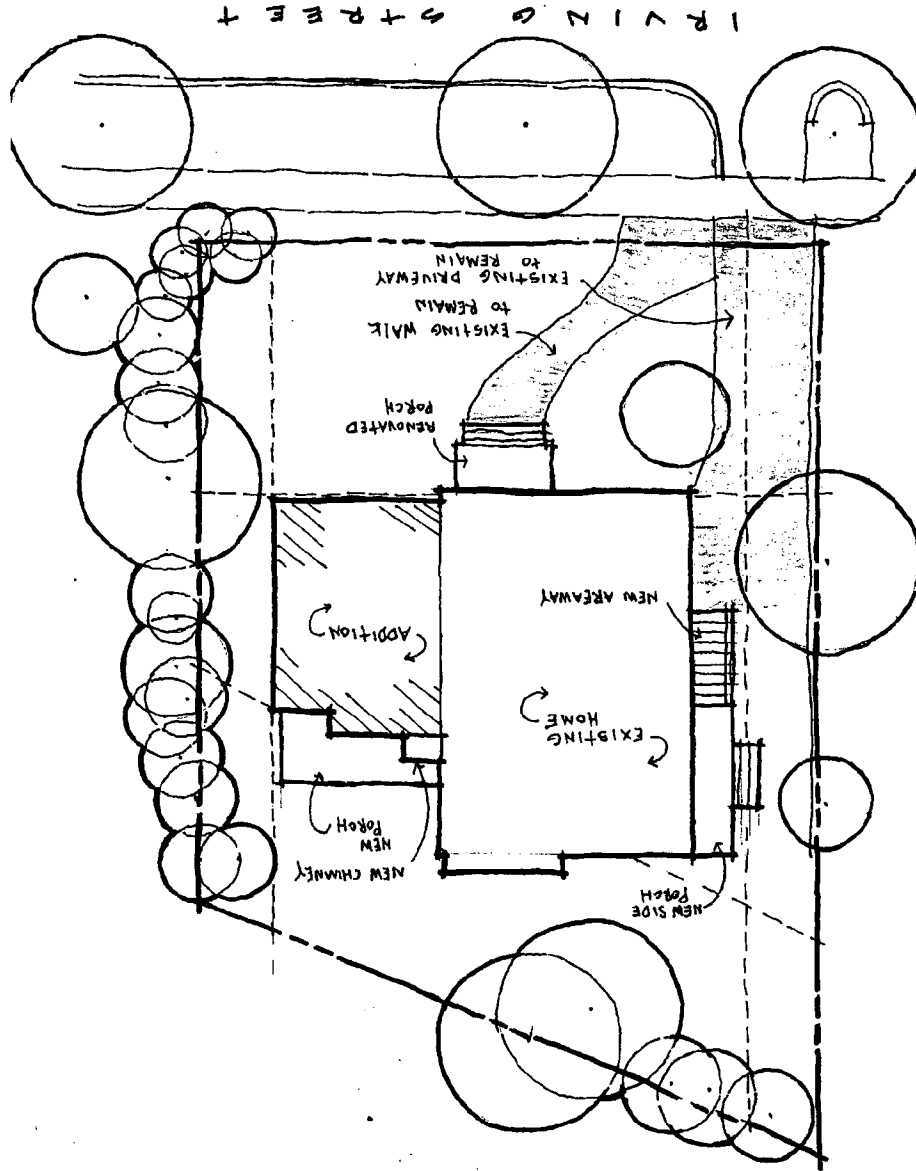 NEW SIDE
PORCH
NEW CHIMNEY
NEW
PORCH
EXISTING
HOME
ADDITION
NEW AREAWAY
RENOVATED
PORCH
EXISTING WALK
TO REMAIN
EXISTING DRIVEWAY
TO REMAIN
IRVING STREET